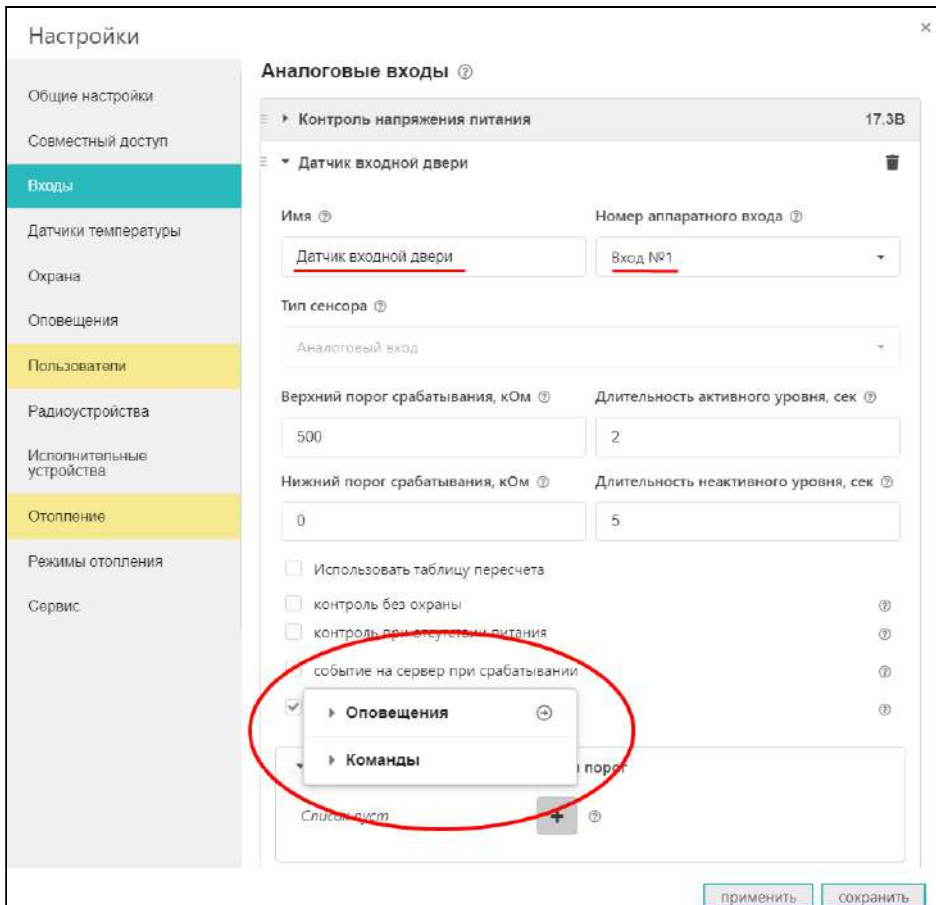 Настройки
×
Общие настройки
Совместный доступ
Входы
Датчики температуры
Охрана
Оповещения
Пользователи
Радиоустройства
Исполнительные
устройства
Отопление
Режимы отопления
Сервис
Аналоговые входы
Контроль напряжения питания 17.3В
Датчик входной двери
Имя Номер аппаратного входа
Датчик входной двери Вход №1
Тип сенсора
Аналоговый вход
Верхний порог срабатывания, кОм Длительность активного уровня, сек
500 2
Нижний порог срабатывания, кОм Длительность неактивного уровня, сек
0 5
Использовать таблицу пересчета
контроль без охраны
контроль при отсутствии питания
событие на сервер при срабатывании
Оповещения
Команды
порог
Список пуст +
применить сохранить